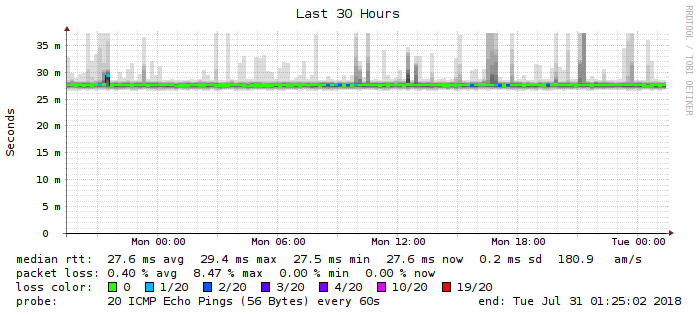 Last 30 Hours
RRDTOOL / TOBI OETIKER
Seconds
35 m
30 m
25 m
20 m
15 m
10 m
5 m
0
Mon 00:00 Mon 06:00 Mon 12:00 Mon 18:00 Tue 00:00
median rtt: 27.6 ms avg 29.4 ms max 27.5 ms min 27.6 ms now 0.2 ms sd 180.9 am/s
packet loss: 0.40 % avg 8.47 % max 0.00 % min 0.00 % now
loss color: 0 1/20 2/20 3/20 4/20 10/20 19/20
probe: 20 ICMP Echo Pings (56 Bytes) every 60s end: Tue Jul 31 01:25:02 2018